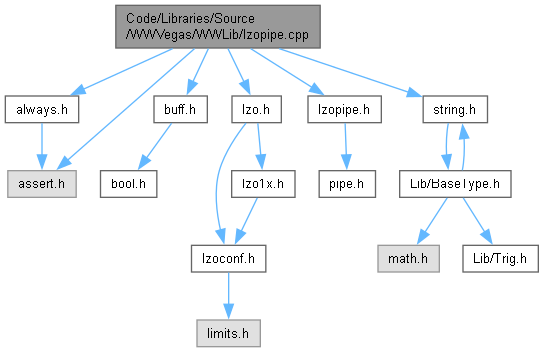 Code/Libraries/Source
/WWVegas/WWLib/lzopipe.cpp
always.h
buff.h
lzo.h
lzopipe.h
string.h
assert.h
bool.h
lzo1x.h
pipe.h
Lib/BaseType.h
lzoconf.h
math.h
Lib/Trig.h
limits.h